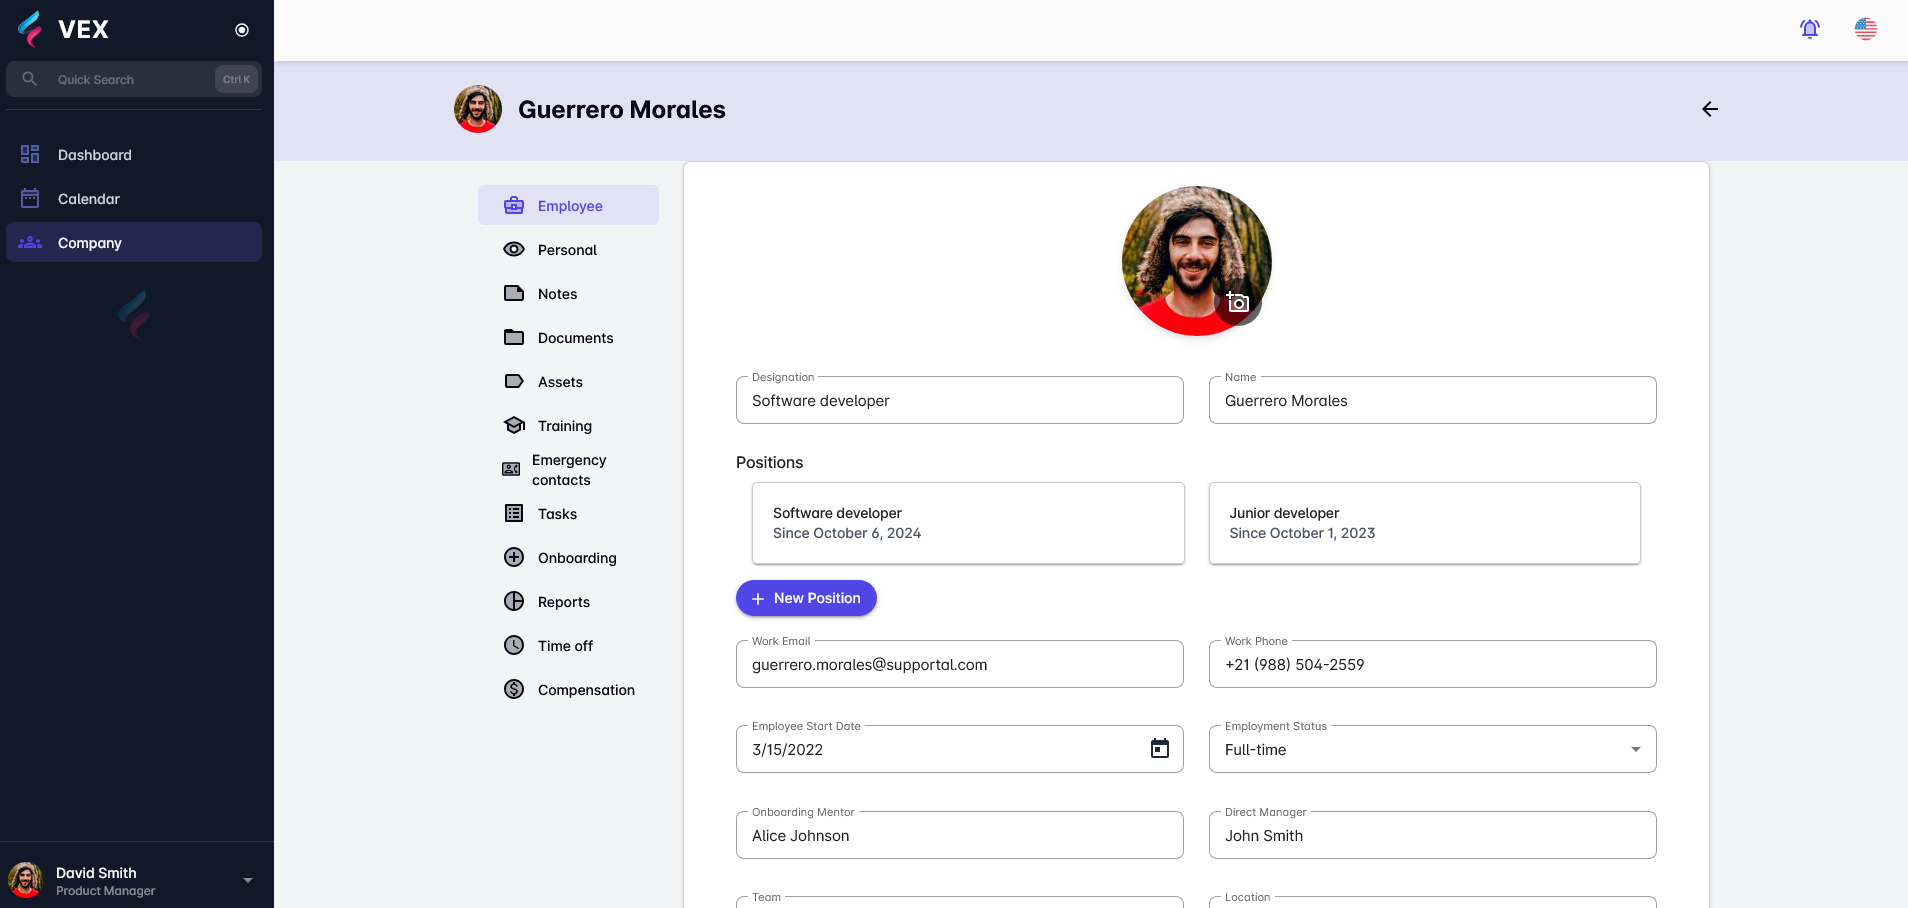 VEX
Quick Search
Ctrl K
Dashboard
Calendar
Company
David Smith
Product Manager
Guerrero Morales
Employee
Personal
Notes
Documents
Assets
Training
Emergency
contacts
Tasks
Onboarding
Reports
Time off
Compensation
Designation
Software developer
Name
Guerrero Morales
Positions
Software developer
Since October 6, 2024
Junior developer
Since October 1, 2023
New Position
Work Email
guerrero.morales@supportal.com
Work Phone
+21 (988) 504-2559
Employee Start Date
3/15/2022
Employment Status
Full-time
Onboarding Mentor
Alice Johnson
Direct Manager
John Smith
Team
Location